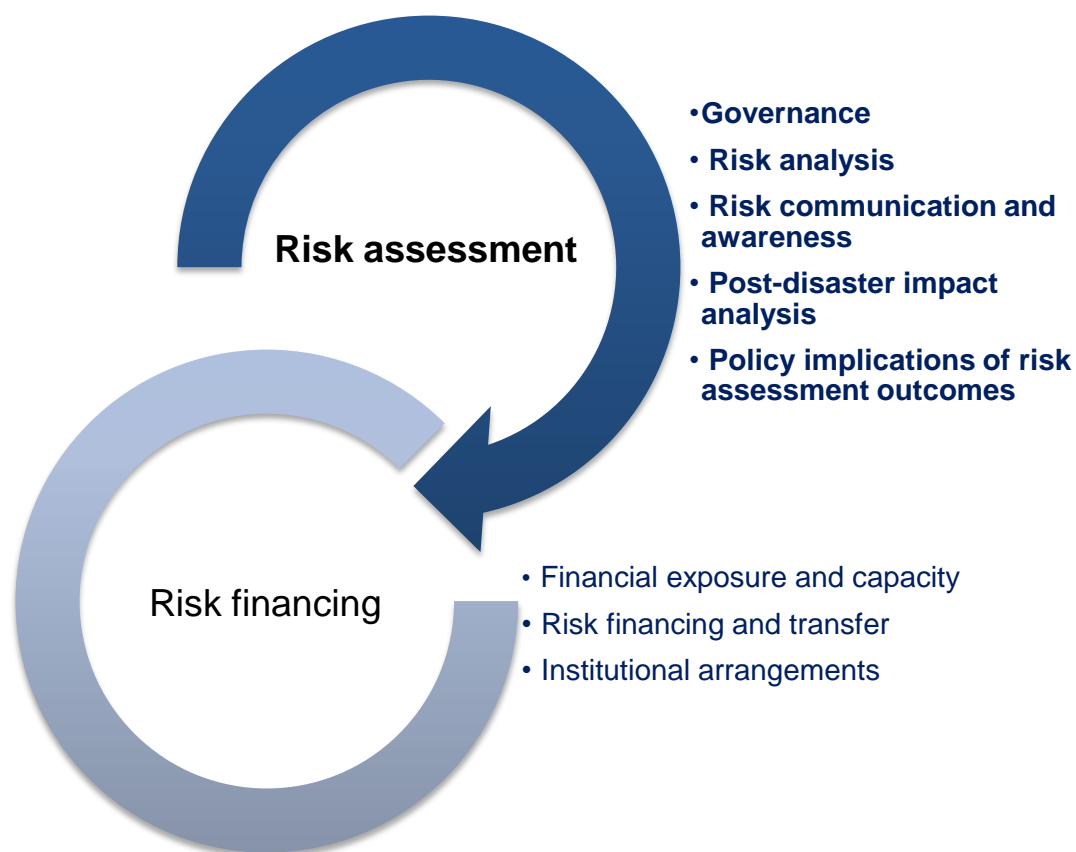 Risk assessment
•Governance
• Risk analysis
• Risk communication and
awareness
• Post-disaster impact
analysis
• Policy implications of risk
assessment outcomes
Risk financing
• Financial exposure and capacity
• Risk financing and transfer
• Institutional arrangements